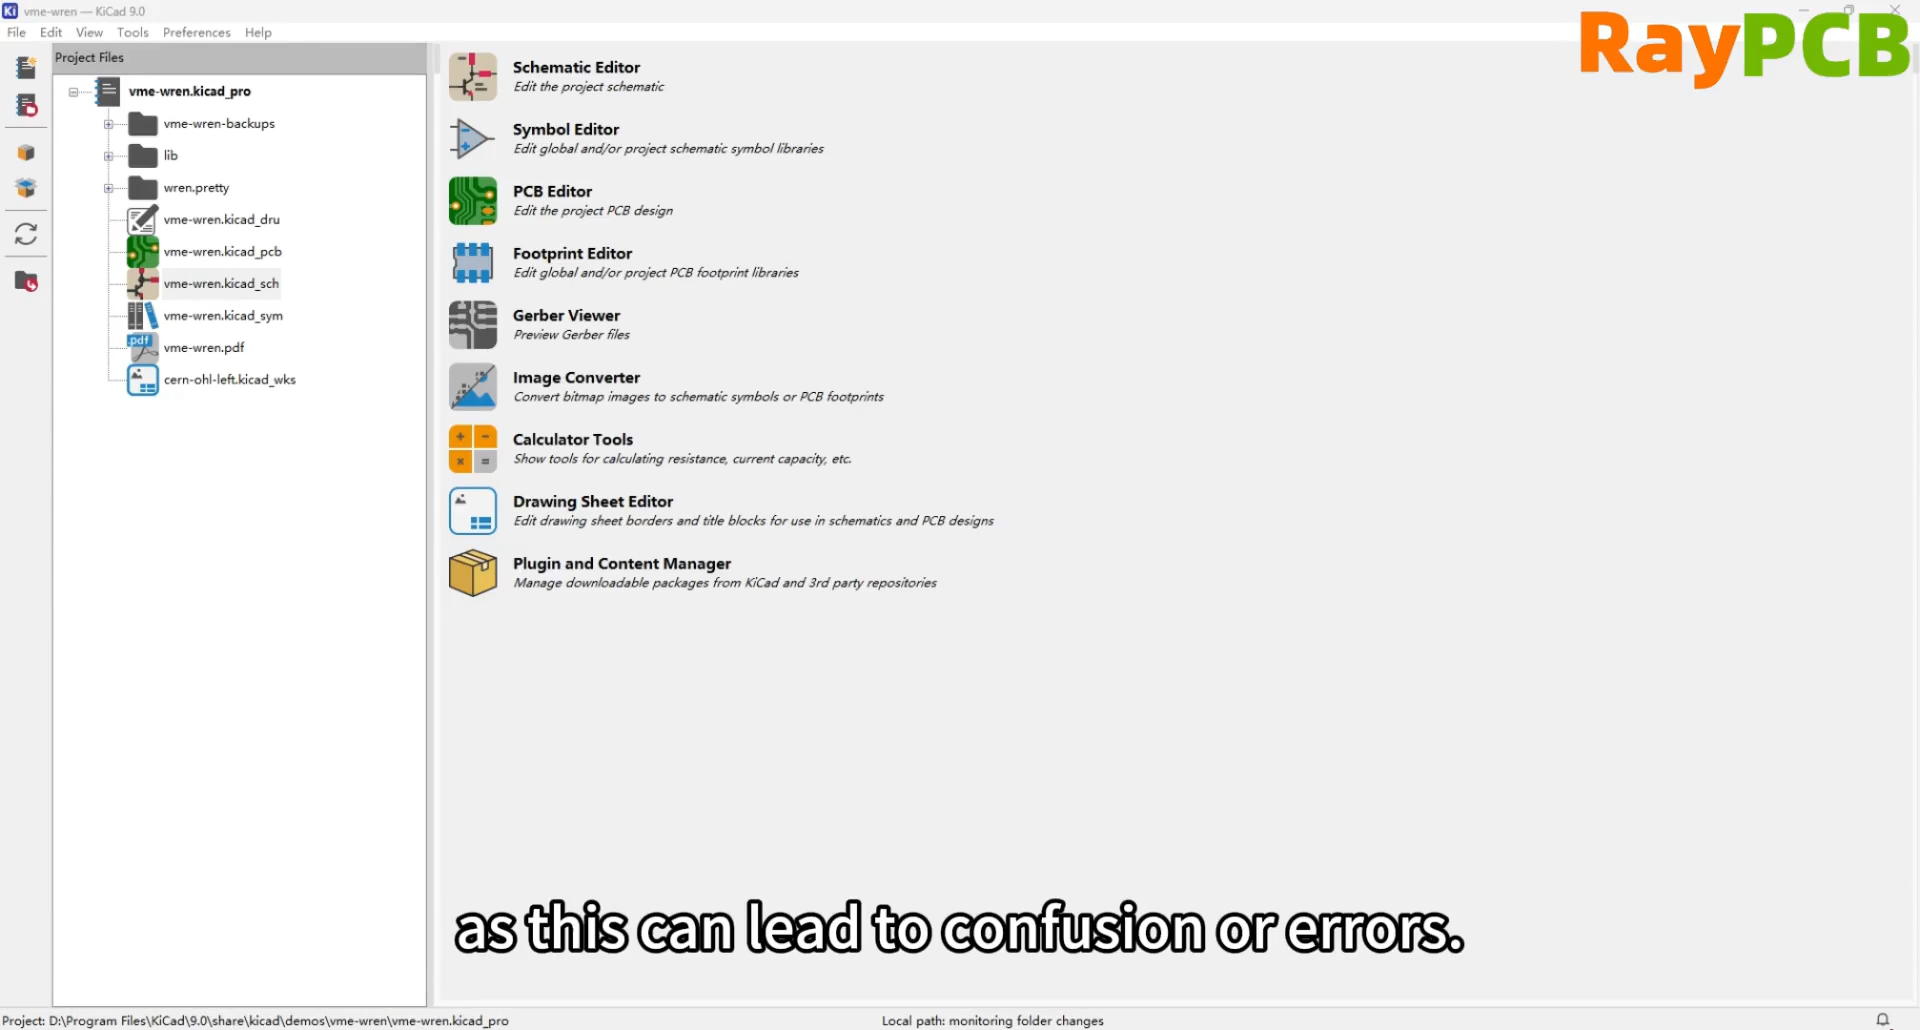 vme-wren — KiCad 9.0
File Edit View Tools Preferences Help
RayPCB
Project Files
vme-wren.kicad_pro
vme-wren-backups
lib
wren.pretty
vme-wren.kicad_dru
vme-wren.kicad_pcb
vme-wren.kicad_sch
vme-wren.kicad_sym
vme-wren.pdf
cern-ohl-left.kicad_wks
Schematic Editor
Edit the project schematic
Symbol Editor
Edit global and/or project schematic symbol libraries
PCB Editor
Edit the project PCB design
Footprint Editor
Edit global and/or project PCB footprint libraries
Gerber Viewer
Preview Gerber files
Image Converter
Convert bitmap images to schematic symbols or PCB footprints
Calculator Tools
Show tools for calculating resistance, current capacity, etc.
Drawing Sheet Editor
Edit drawing sheet borders and title blocks for use in schematics and PCB designs
Plugin and Content Manager
Manage downloadable packages from KiCad and 3rd party repositories
as this can lead to confusion or errors.
Project: D:\Program Files\KiCad\9.0\share\kicad\demos\vme-wren\vme-wren.kicad_pro
Local path: monitoring folder changes